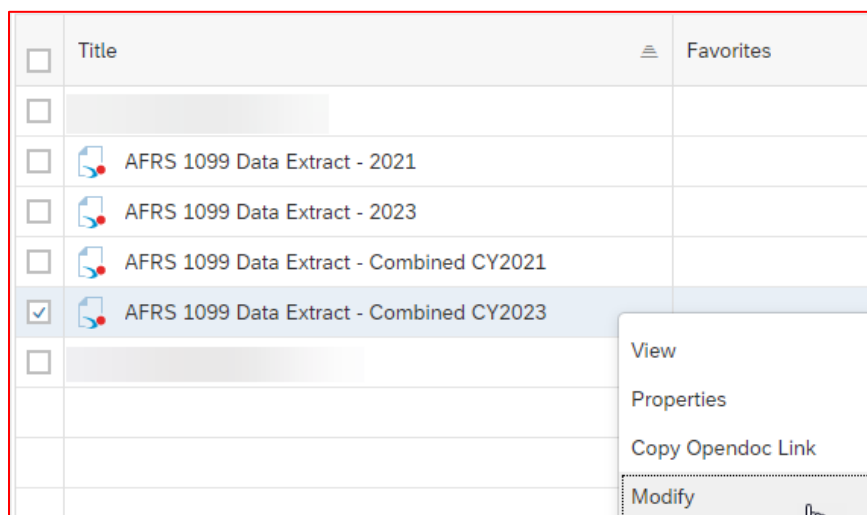 Title Favorites
AFRS 1099 Data Extract - 2021
AFRS 1099 Data Extract - 2023
AFRS 1099 Data Extract - Combined CY2021
AFRS 1099 Data Extract - Combined CY2023
View
Properties
Copy Opendoc Link
Modify